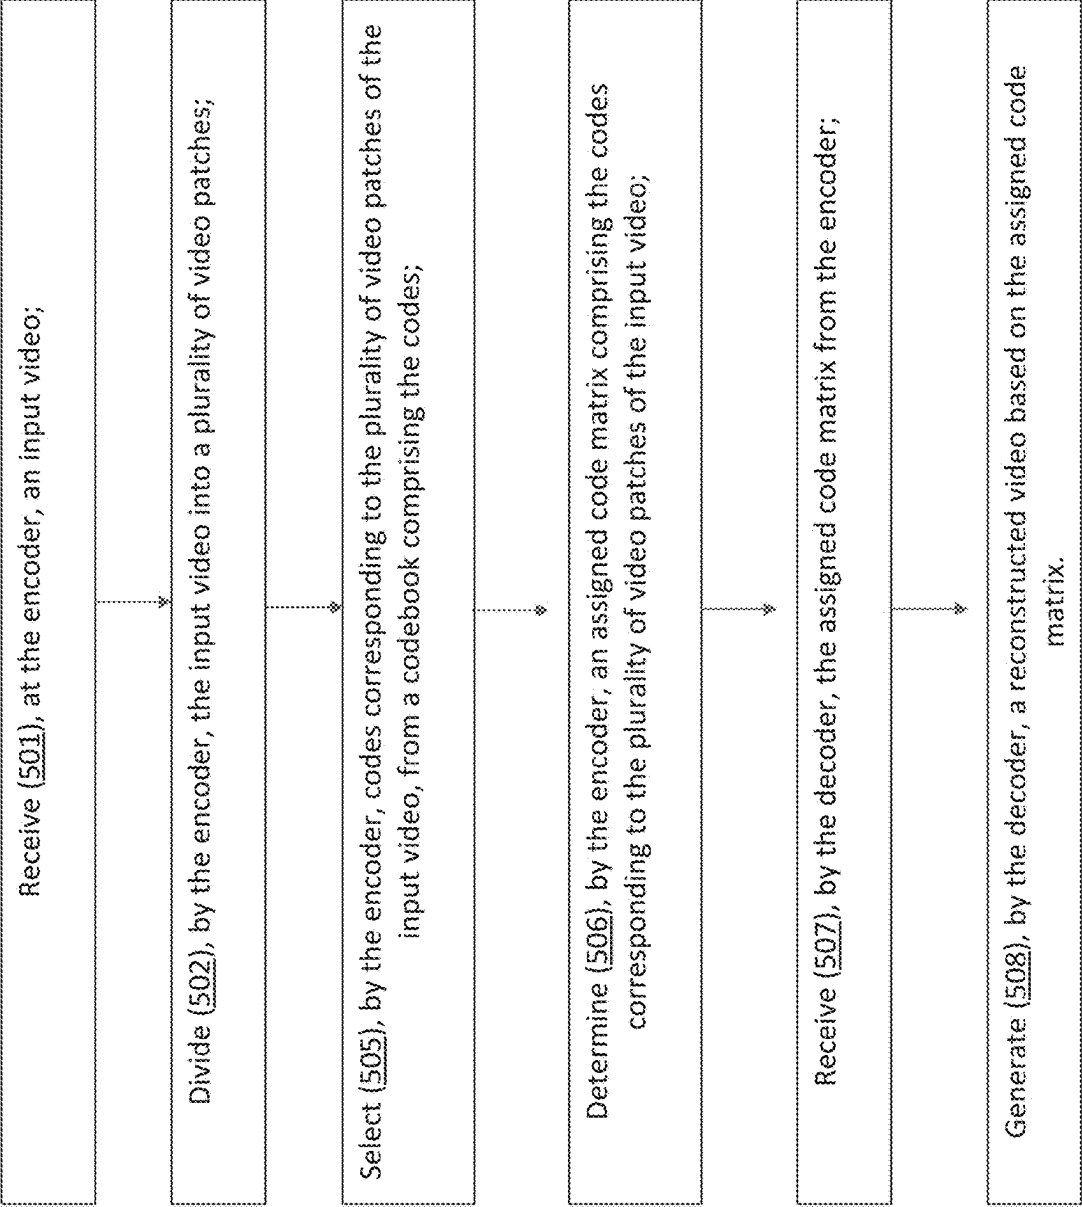 Receive (501), at the encoder, an input video;
Divide (502), by the encoder, the input video into a plurality of video patches;
Select (505), by the encoder, codes corresponding to the plurality of video patches of the
input video, from a codebook comprising the codes;
Determine (506), by the encoder, an assigned code matrix comprising the codes
corresponding to the plurality of video patches of the input video;
Receive (507), by the decoder, the assigned code matrix from the encoder;
Generate (508), by the decoder, a reconstructed video based on the assigned code
matrix.